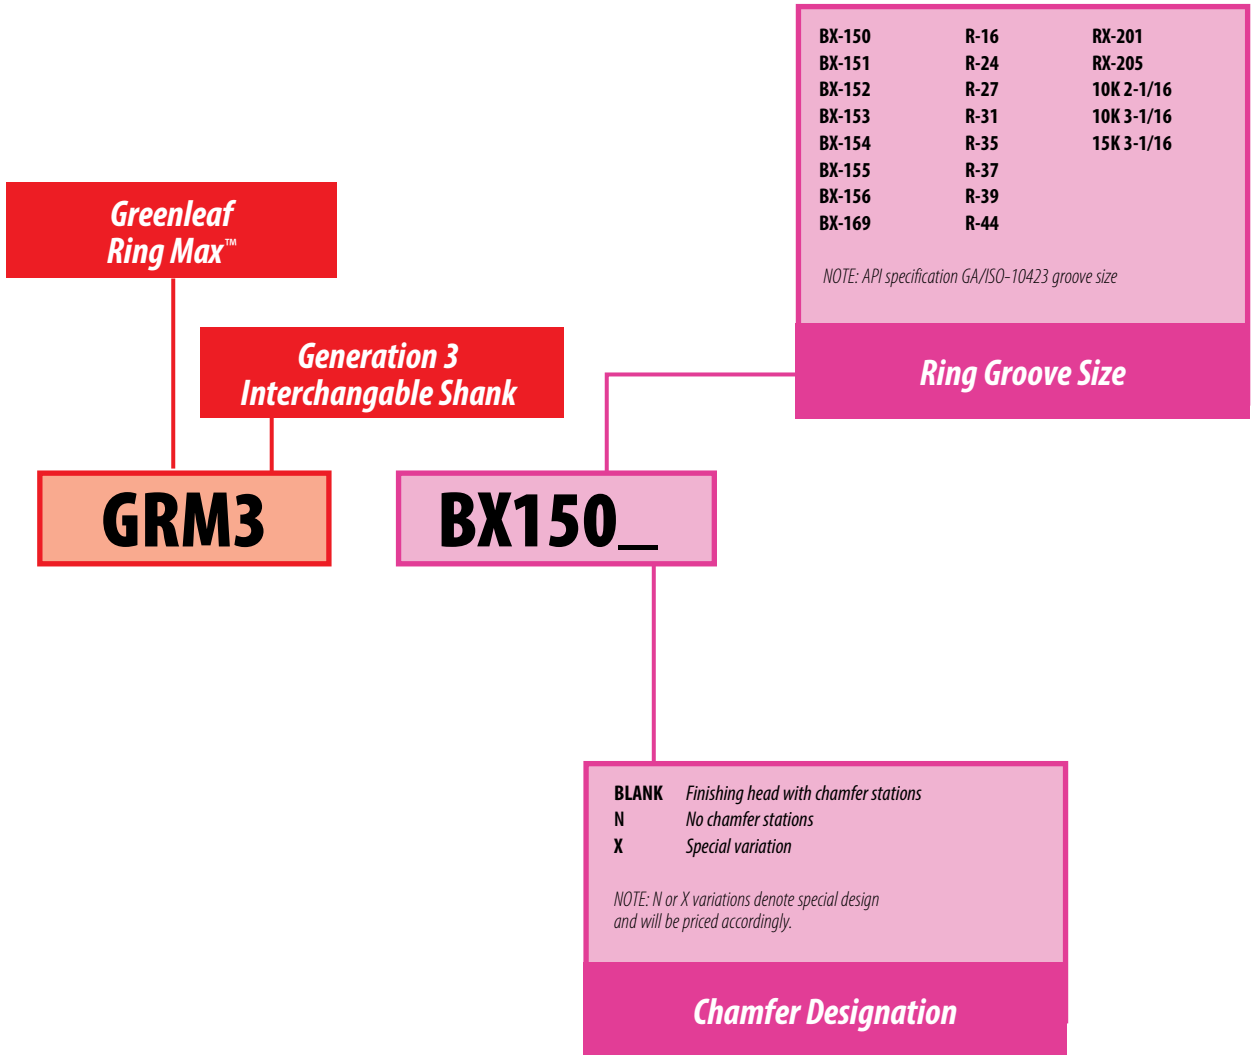 BX-150 R-16 RX-201
BX-151 R-24 RX-205
BX-152 R-27 10K 2-1/16
BX-153 R-31 10K 3-1/16
BX-154 R-35 15K 3-1/16
BX-155 R-37
BX-156 R-39
BX-169 R-44
NOTE: API specification GA/ISO-10423 groove size
Ring Groove Size
Greenleaf
Ring Max™
Generation 3
Interchangable Shank
GRM3 BX150_
BLANK Finishing head with chamfer stations
N No chamfer stations
X Special variation
NOTE: N or X variations denote special design
and will be priced accordingly.
Chamfer Designation